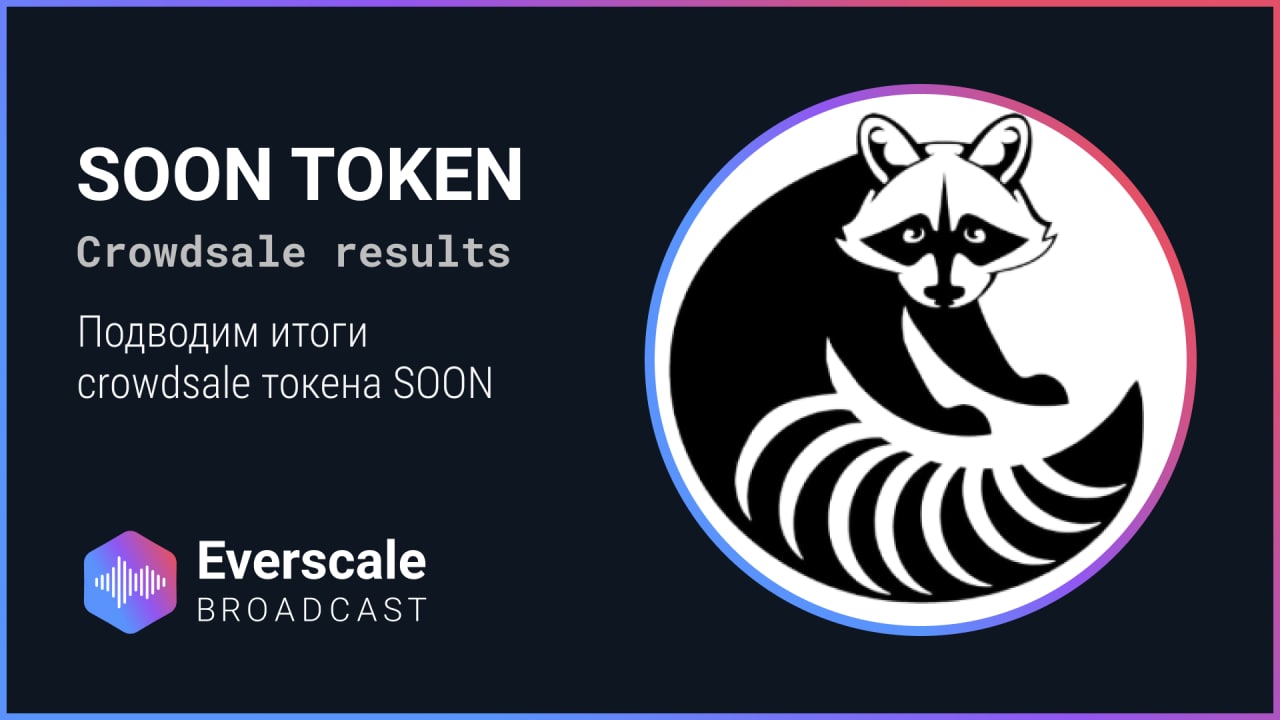 SOON TOKEN
Crowdsale results
Подводим итоги
crowdsale токена SOON
Everscale
BROADCAST